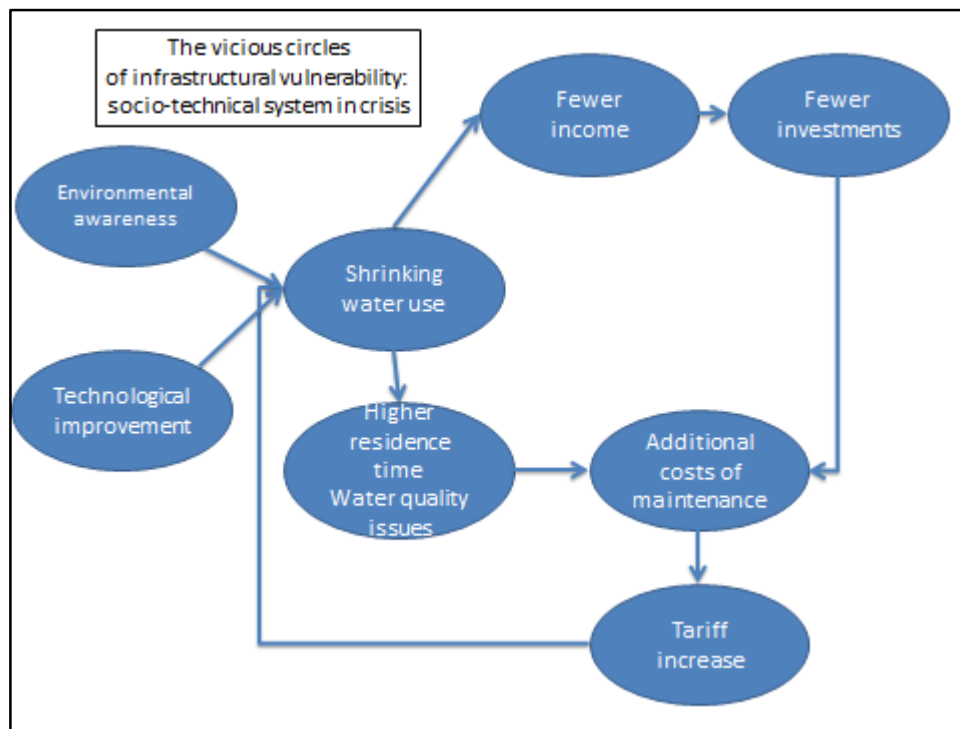 The vicious circles
of infrastructural vulnerability:
socio-technical system in crisis
Fewer
income
Fewer
investments
Environmental
awareness
Shrinking
water use
Technological
improvement
Higher
residence
time
Water quality
issues
Additional
costs of
maintenance
Tariff
increase